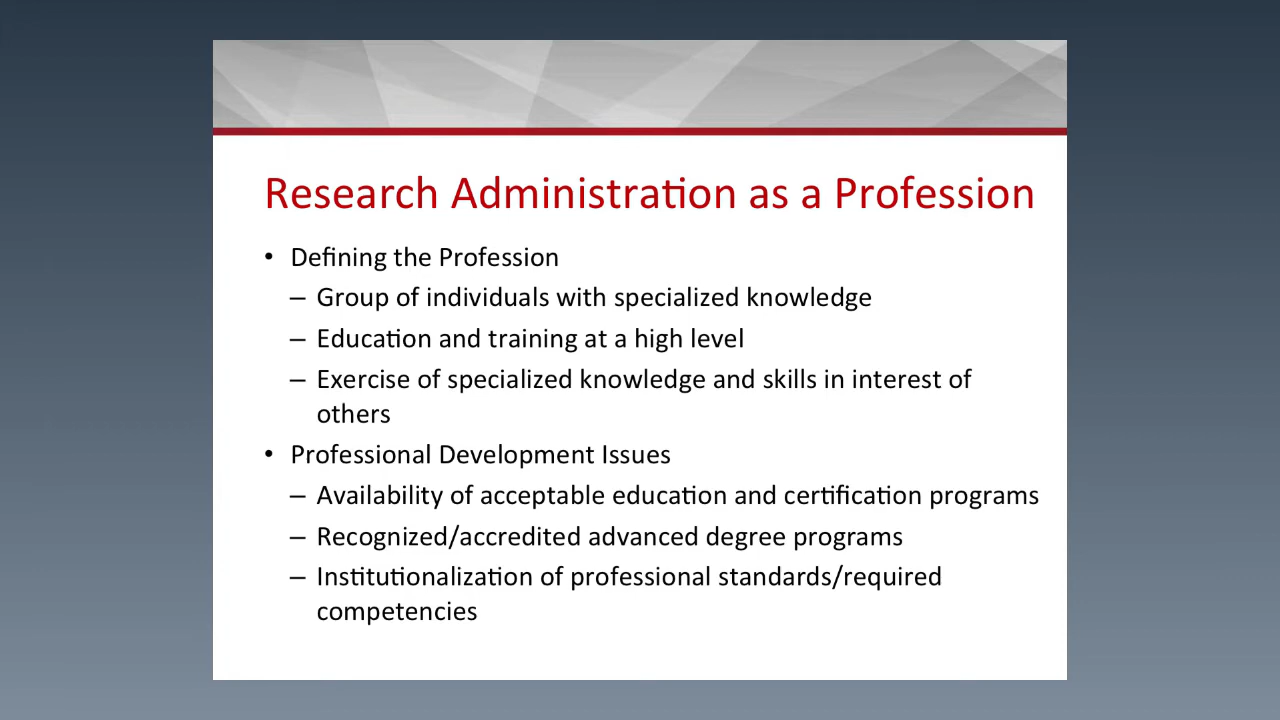 Research Administration as a Profession
• Defining the Profession
– Group of individuals with specialized knowledge
– Education and training at a high level
– Exercise of specialized knowledge and skills in interest of
others
• Professional Development Issues
– Availability of acceptable education and certification programs
– Recognized/accredited advanced degree programs
– Institutionalization of professional standards/required
competencies